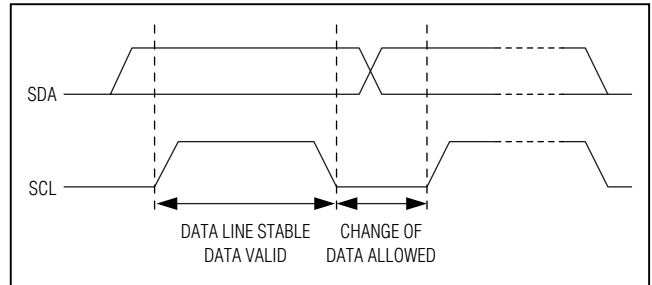 SDA
SCL
DATA LINE STABLE
DATA VALID
CHANGE OF
DATA ALLOWED